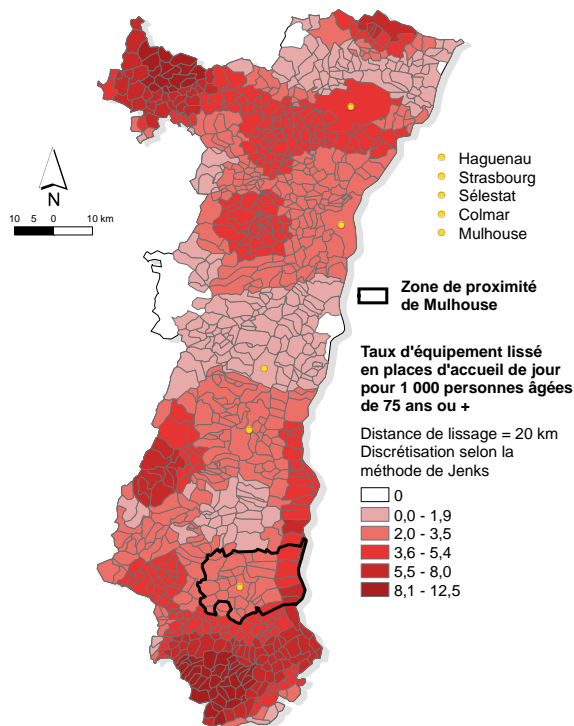 N
10 5 0 10 km
Haguenau
Strasbourg
Sélestat
Colmar
Mulhouse
Zone de proximité
de Mulhouse
Taux d'équipement lissé
en places d'accueil de jour
pour 1 000 personnes âgées
de 75 ans ou +
Distance de lissage = 20 km
Discrétisation selon la
méthode de Jenks
0
0,0 - 1,9
2,0 - 3,5
3,6 - 5,4
5,5 - 8,0
8,1 - 12,5